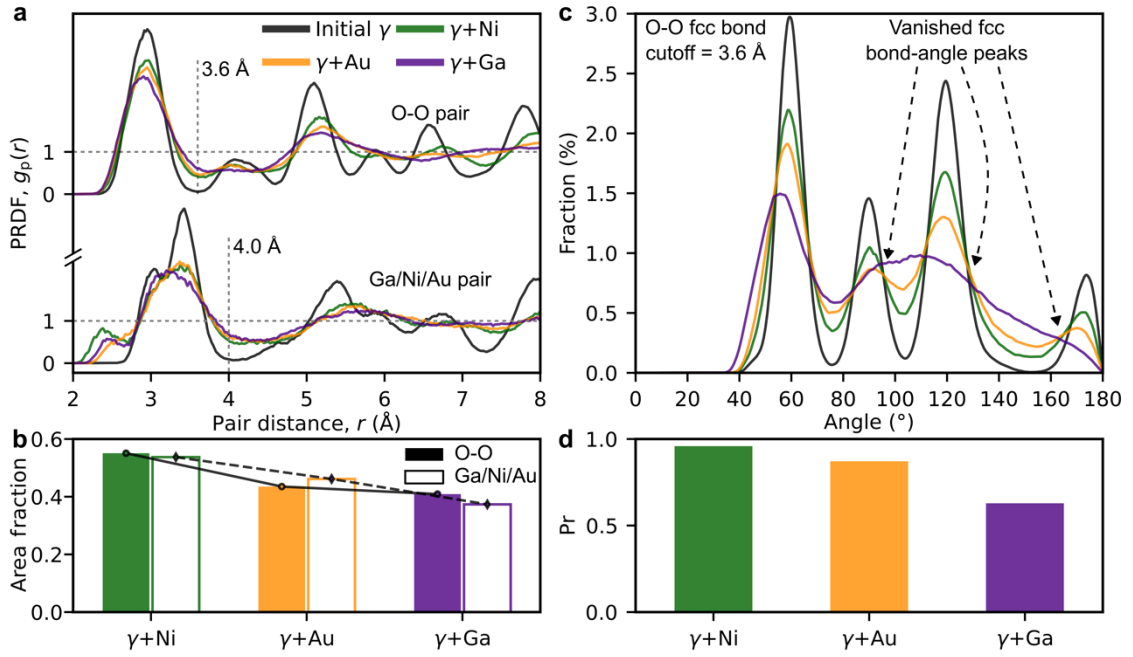 a
Initial γ
γ+Ni
γ+Au
γ+Ga
3.6 Å
O-O pair
4.0 Å
Ga/Ni/Au pair
PRDF, gp(r)
1
0
1
0
2 3 4 5 6 7 8
Pair distance, r (Å)
c
O-O fcc bond
cutoff = 3.6 Å
Vanished fcc
bond-angle peaks
Fraction (%)
3.0
2.5
2.0
1.5
1.0
0.5
0.0
0 20 40 60 80 100 120 140 160 180
Angle (°)
b
O-O
Ga/Ni/Au
Area fraction
0.6
0.4
0.2
0.0
γ+Ni γ+Au γ+Ga
d
Pr
1.0
0.5
0.0
γ+Ni γ+Au γ+Ga